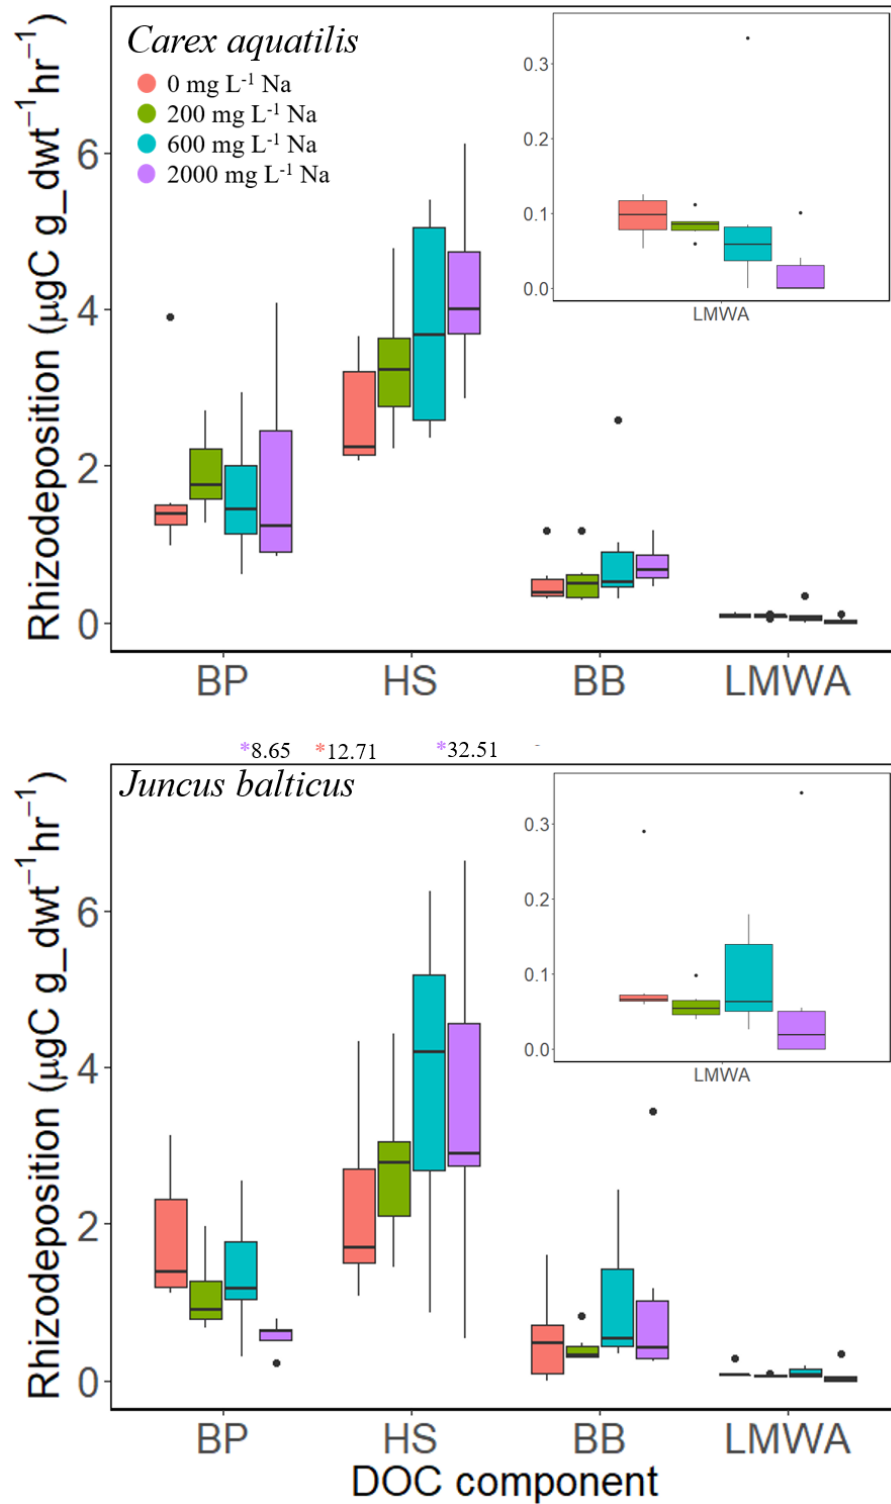 Carex aquatilis
0 mg L⁻¹ Na
200 mg L⁻¹ Na
600 mg L⁻¹ Na
2000 mg L⁻¹ Na
Rhizodeposition (μgC g_dwt⁻¹hr⁻¹)
6
4
2
0
0.3
0.2
0.1
0.0
LMWA
BP HS BB LMWA
*8.65 *12.71 *32.51
Juncus balticus
Rhizodeposition (μgC g_dwt⁻¹hr⁻¹)
6
4
2
0
0.3
0.2
0.1
0.0
LMWA
BP HS BB LMWA
DOC component